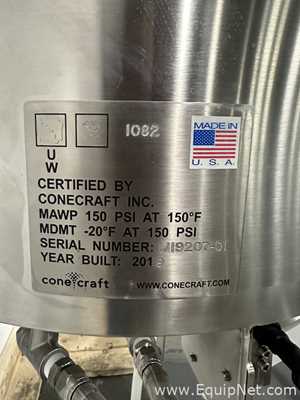 1082
MADE IN
U.S.A.
U
W
CERTIFIED BY
CONECRAFT INC.
MAWP 150 PSI AT 150°F
MDMT -20°F AT 150 PSI
SERIAL NUMBER:
YEAR BUILT:
conecraft
WWW.CONECRAFT.COM
www.EquipNet.com